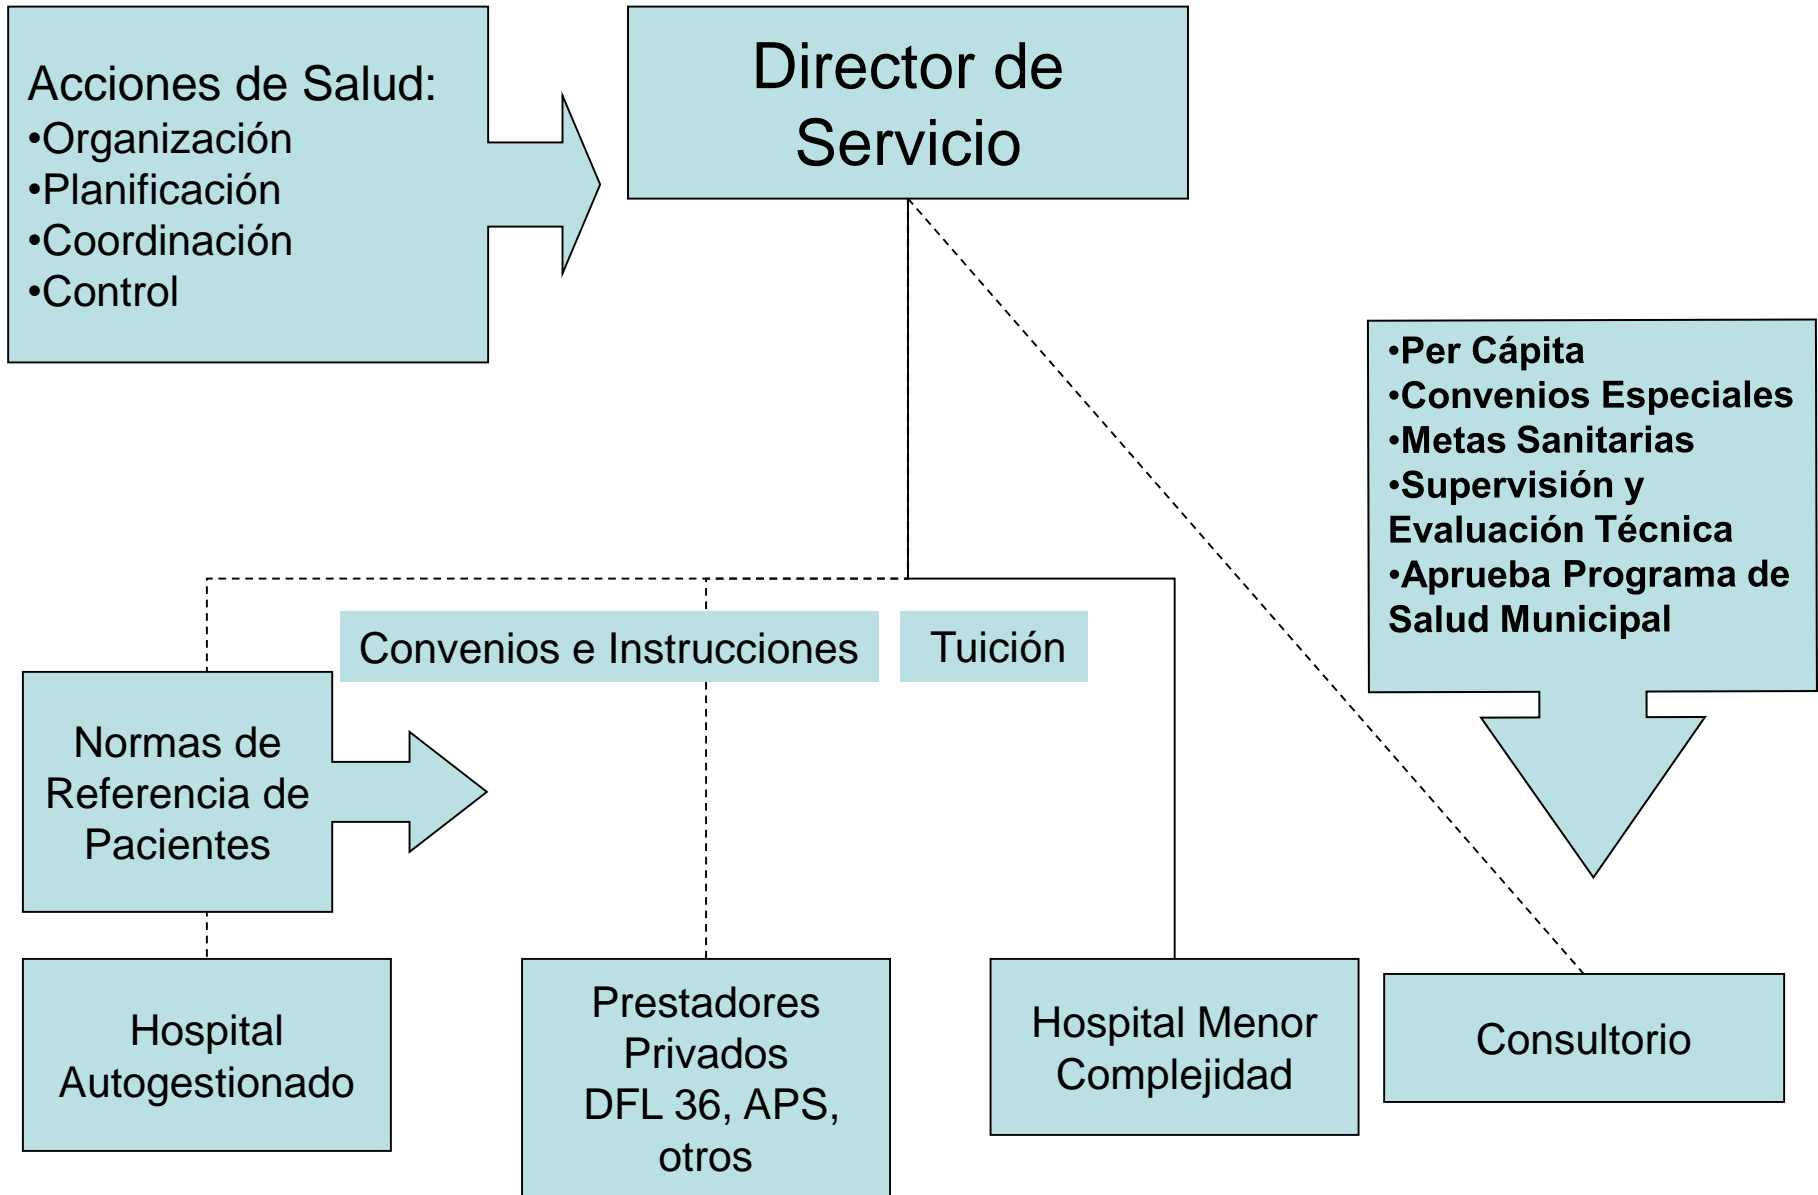 Acciones de Salud:
•Organización
•Planificación
•Coordinación
•Control
Director de
Servicio
•Per Cápita
•Convenios Especiales
•Metas Sanitarias
•Supervisión y
Evaluación Técnica
•Aprueba Programa de
Salud Municipal
Convenios e Instrucciones
Tuición
Normas de
Referencia de
Pacientes
Hospital
Autogestionado
Prestadores
Privados
DFL 36, APS,
otros
Hospital Menor
Complejidad
Consultorio